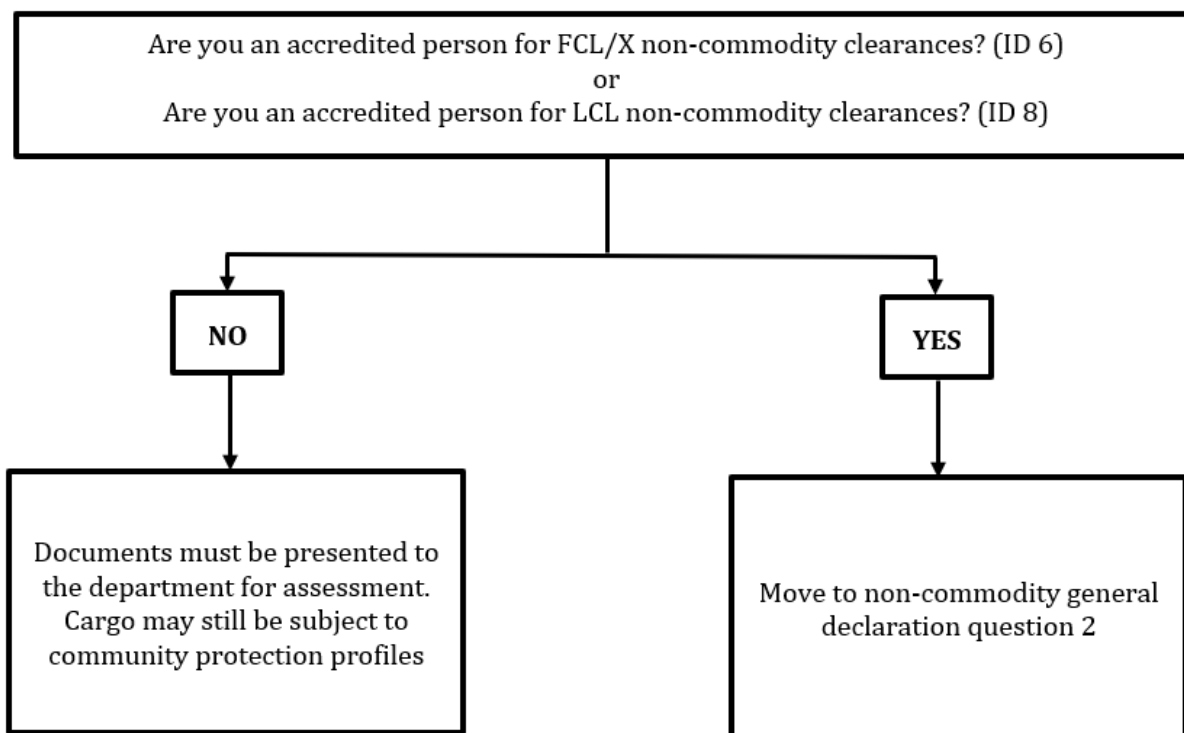 Are you an accredited person for FCL/X non-commodity clearances? (ID 6)
or
Are you an accredited person for LCL non-commodity clearances? (ID 8)
NO
YES
Documents must be presented to
the department for assessment.
Cargo may still be subject to
community protection profiles
Move to non-commodity general
declaration question 2